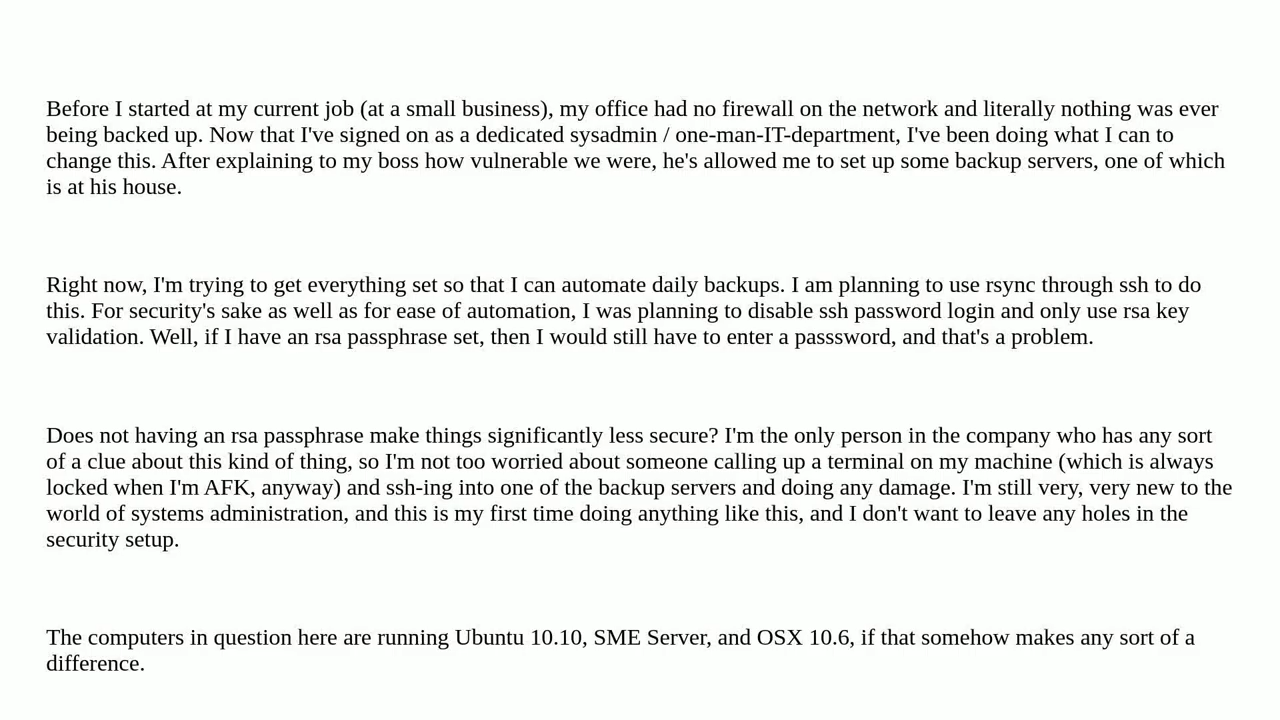 Before I started at my current job (at a small business), my office had no firewall on the network and literally nothing was ever
being backed up. Now that I've signed on as a dedicated sysadmin / one-man-IT-department, I've been doing what I can to
change this. After explaining to my boss how vulnerable we were, he's allowed me to set up some backup servers, one of which
is at his house.
Right now, I'm trying to get everything set so that I can automate daily backups. I am planning to use rsync through ssh to do
this. For security's sake as well as for ease of automation, I was planning to disable ssh password login and only use rsa key
validation. Well, if I have an rsa passphrase set, then I would still have to enter a passsword, and that's a problem.
Does not having an rsa passphrase make things significantly less secure? I'm the only person in the company who has any sort
of a clue about this kind of thing, so I'm not too worried about someone calling up a terminal on my machine (which is always
locked when I'm AFK, anyway) and ssh-ing into one of the backup servers and doing any damage. I'm still very, very new to the
world of systems administration, and this is my first time doing anything like this, and I don't want to leave any holes in the
security setup.
The computers in question here are running Ubuntu 10.10, SME Server, and OSX 10.6, if that somehow makes any sort of a
difference.